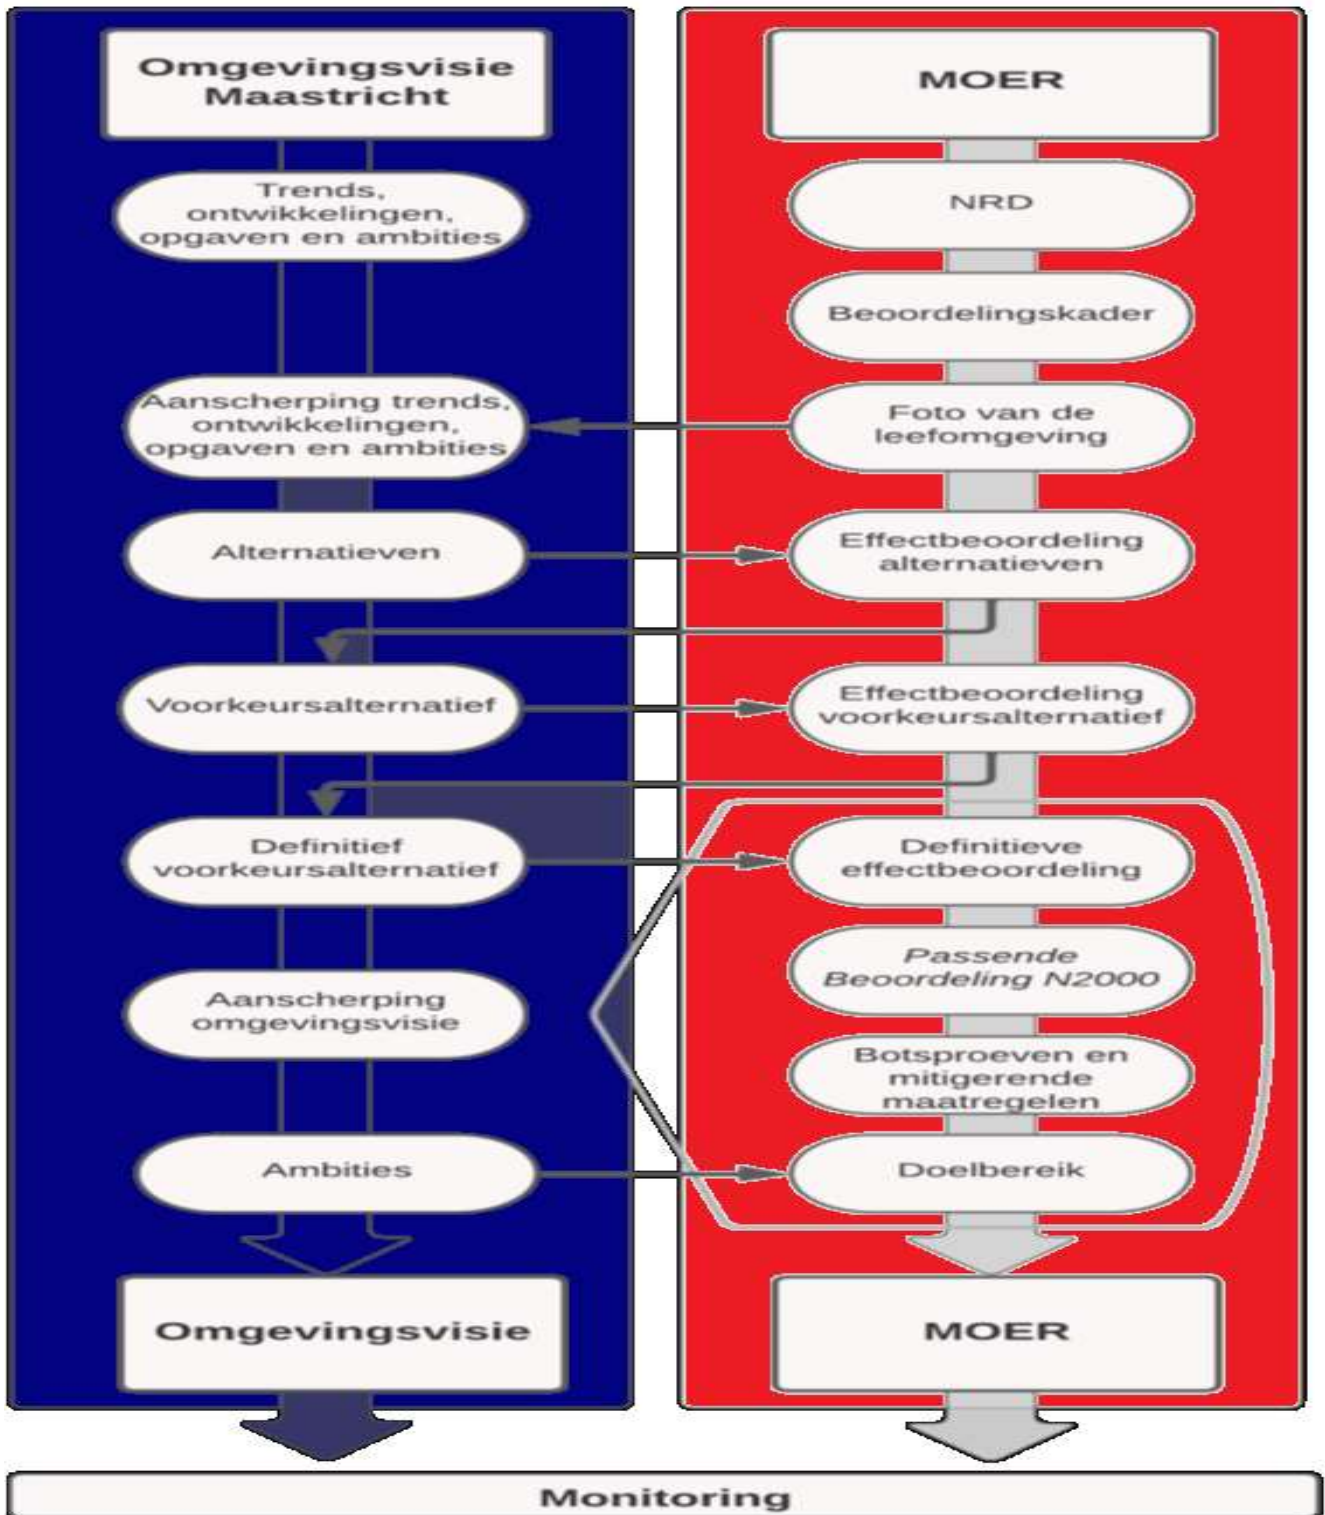 Omgevingsvisie
Maastricht
Trends,
ontwikkelingen,
opgaven en ambities
Aanscherping trends,
ontwikkelingen,
opgaven en ambities
Alternatieven
Voorkeursalternatief
Definitief
voorkeursalternatief
Aanscherping
omgevingsvisie
Ambities
Omgevingsvisie
MOER
NRD
Beoordelingskader
Foto van de
leefomgeving
Effectbeoordeling
alternatieven
Effectbeoordeling
voorkeursalternatief
Definitieve
effectbeoordeling
Passende
Beoordeling N2000
Botsproeven en
mitigerende
maatregelen
Doelbereik
MOER
Monitoring